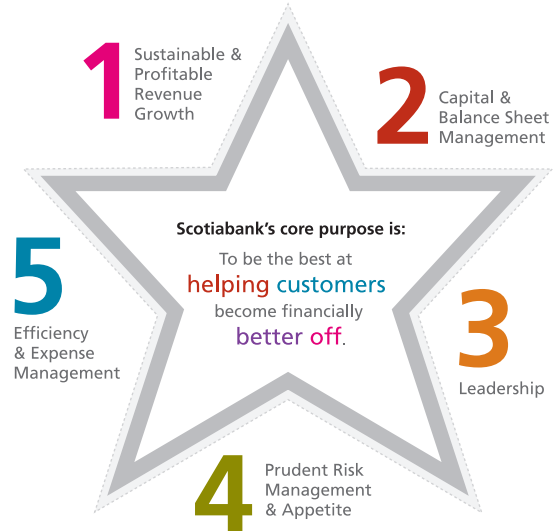 1
Sustainable &
Profitable
Revenue
Growth
2
Capital &
Balance Sheet
Management
Scotiabank’s core purpose is:
To be the best at
helping customers
become financially
better off.
5
Efficiency
& Expense
Management
3
Leadership
4
Prudent Risk
Management
& Appetite